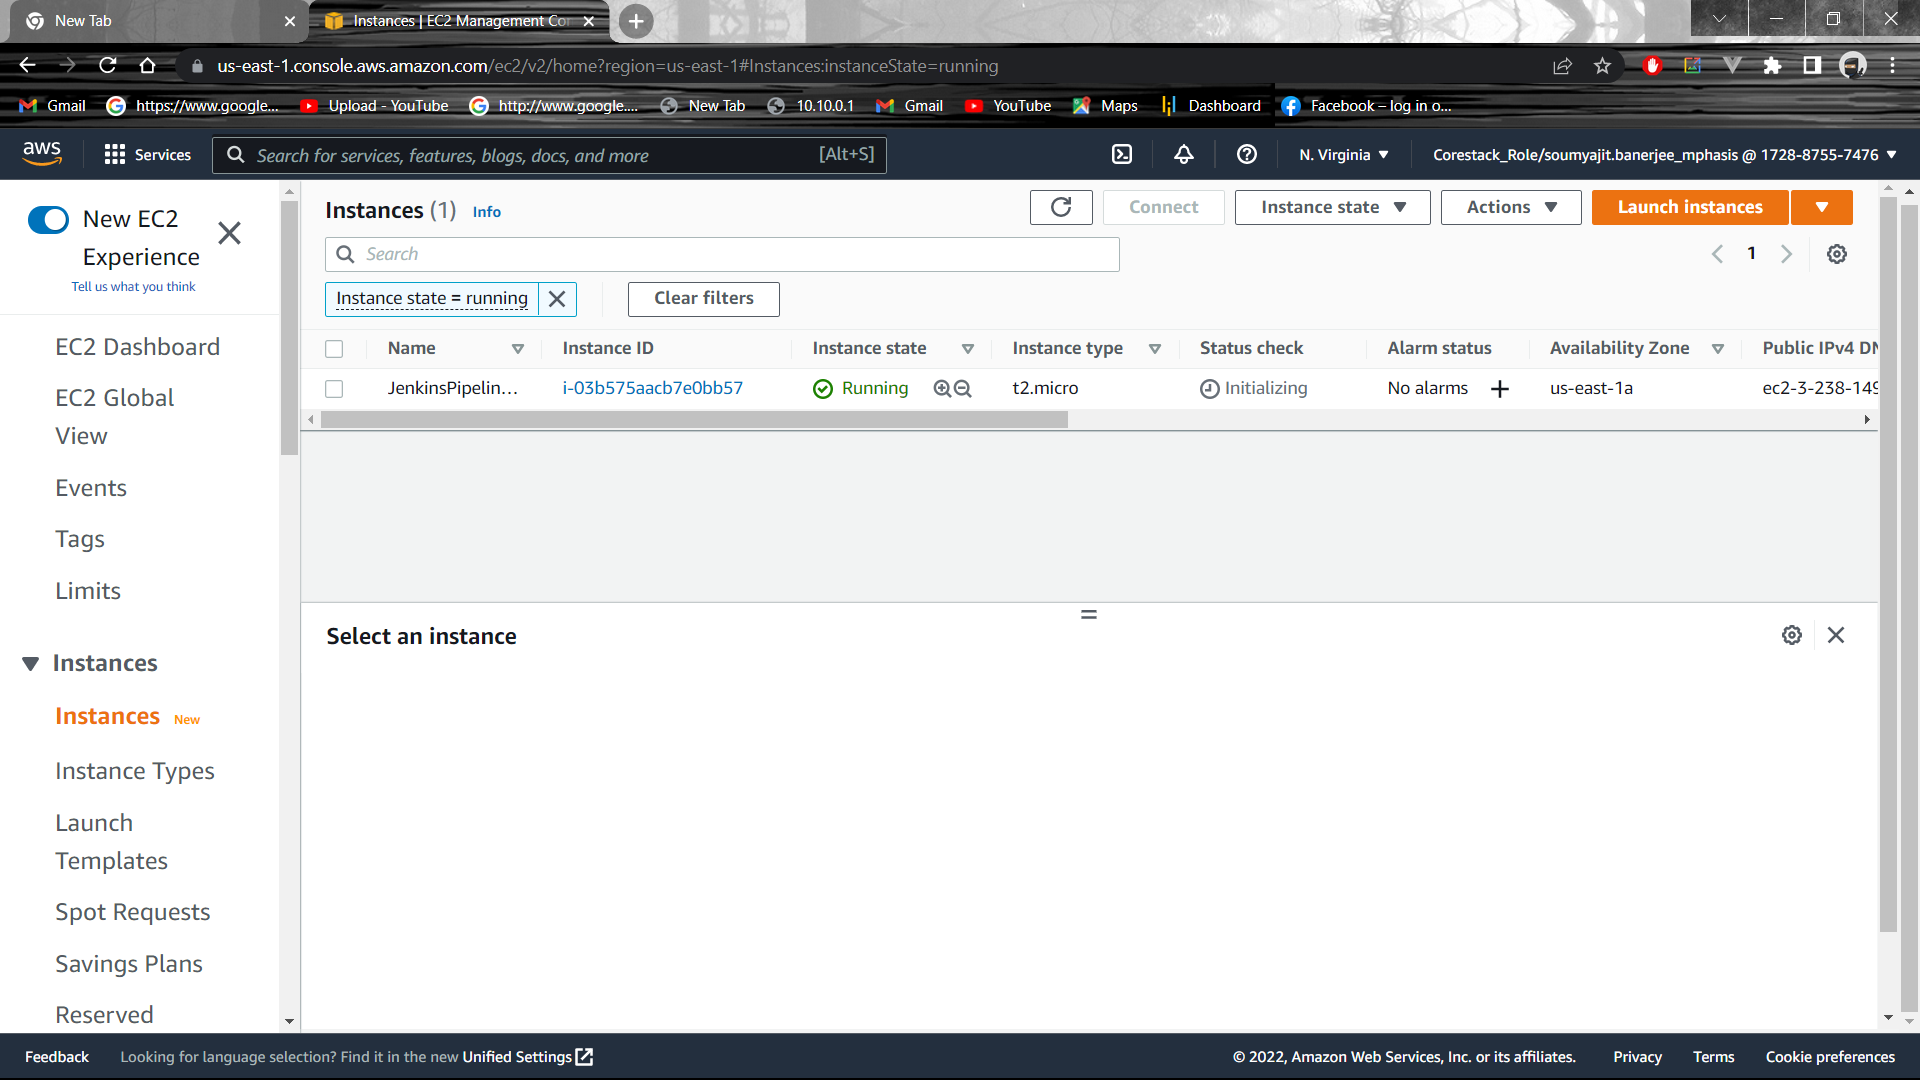 New Tab
Instances | EC2 Management Co
us-east-1.console.aws.amazon.com/ec2/v2/home?region=us-east-1#Instances:instanceState=running
Gmail https://www.google... Upload - YouTube http://www.google.... New Tab 10.10.0.1 Gmail YouTube Maps Dashboard Facebook – log in o...
aws Services Search for services, features, blogs, docs, and more [Alt+S] N. Virginia Corestack_Role/soumyajit.banerjee_mphasis @ 1728-8755-7476
New EC2
Experience
Tell us what you think
EC2 Dashboard
EC2 Global
View
Events
Tags
Limits
Instances
Instances New
Instance Types
Launch
Templates
Spot Requests
Savings Plans
Reserved
Instances (1) Info Connect Instance state Actions Launch instances
Search 1
Instance state = running Clear filters
Name Instance ID Instance state Instance type Status check Alarm status Availability Zone Public IPv4 DN
JenkinsPipelin... i-03b575aacb7e0bb57 Running t2.micro Initializing No alarms us-east-1a ec2-3-238-149
Select an instance
Feedback Looking for language selection? Find it in the new Unified Settings © 2022, Amazon Web Services, Inc. or its affiliates. Privacy Terms Cookie preferences